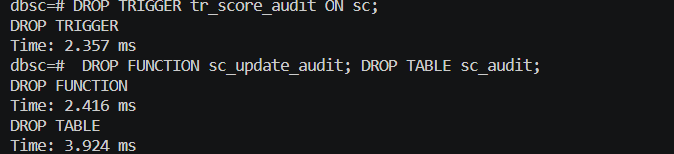 dbsc=# DROP TRIGGER tr_score_audit ON sc;
DROP TRIGGER
Time: 2.357 ms
dbsc=#  DROP FUNCTION sc_update_audit; DROP TABLE sc_audit;
DROP FUNCTION
Time: 2.416 ms
DROP TABLE
Time: 3.924 ms